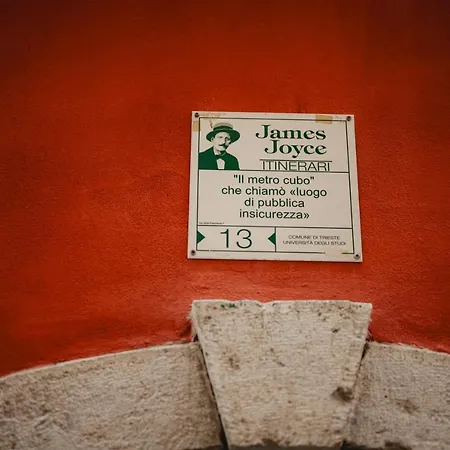 James
Joyce
ITINERARI
"Il metro cubo"
che chiamò «luogo
di pubblica
insicurezza»
13
COMUNE DI TRIESTE
UNIVERSITÀ DEGLI STUDI